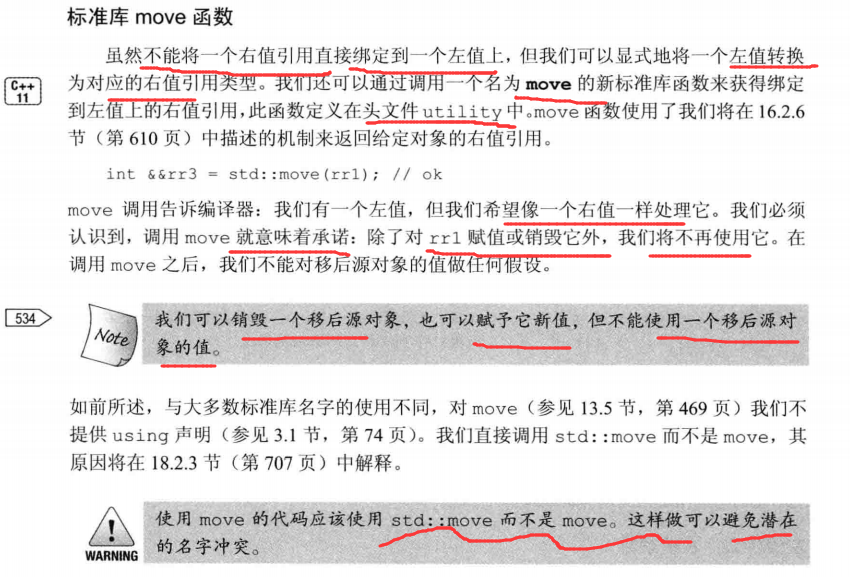 标准库 move 函数
虽然不能将一个右值引用直接绑定到一个左值上，但我们可以显式地将一个左值转换
C++
11
为对应的右值引用类型。我们还可以通过调用一个名为 move 的新标准库函数来获得绑定
到左值上的右值引用，此函数定义在头文件 utility 中。move 函数使用了我们将在 16.2.6
节（第 610 页）中描述的机制来返回给定对象的右值引用。
int &&rr3 = std::move(rr1); // ok
move 调用告诉编译器：我们有一个左值，但我们希望像一个右值一样处理它。我们必须
认识到，调用 move 就意味着承诺：除了对 rr1 赋值或销毁它外，我们将不再使用它。在
调用 move 之后，我们不能对移后源对象的值做任何假设。
534
Note
我们可以销毁一个移后源对象，也可以赋予它新值，但不能使用一个移后源对
象的值。
如前所述，与大多数标准库名字的使用不同，对 move（参见 13.5 节，第 469 页）我们不
提供 using 声明（参见 3.1 节，第 74 页）。我们直接调用 std::move 而不是 move，其
原因将在 18.2.3 节（第 707 页）中解释。
WARNING
使用 move 的代码应该使用 std::move 而不是 move。这样做可以避免潜在
的名字冲突。